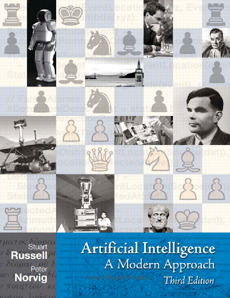 Stuart
Russell
Peter
Norvig
Artificial Intelligence
A Modern Approach
Third Edition